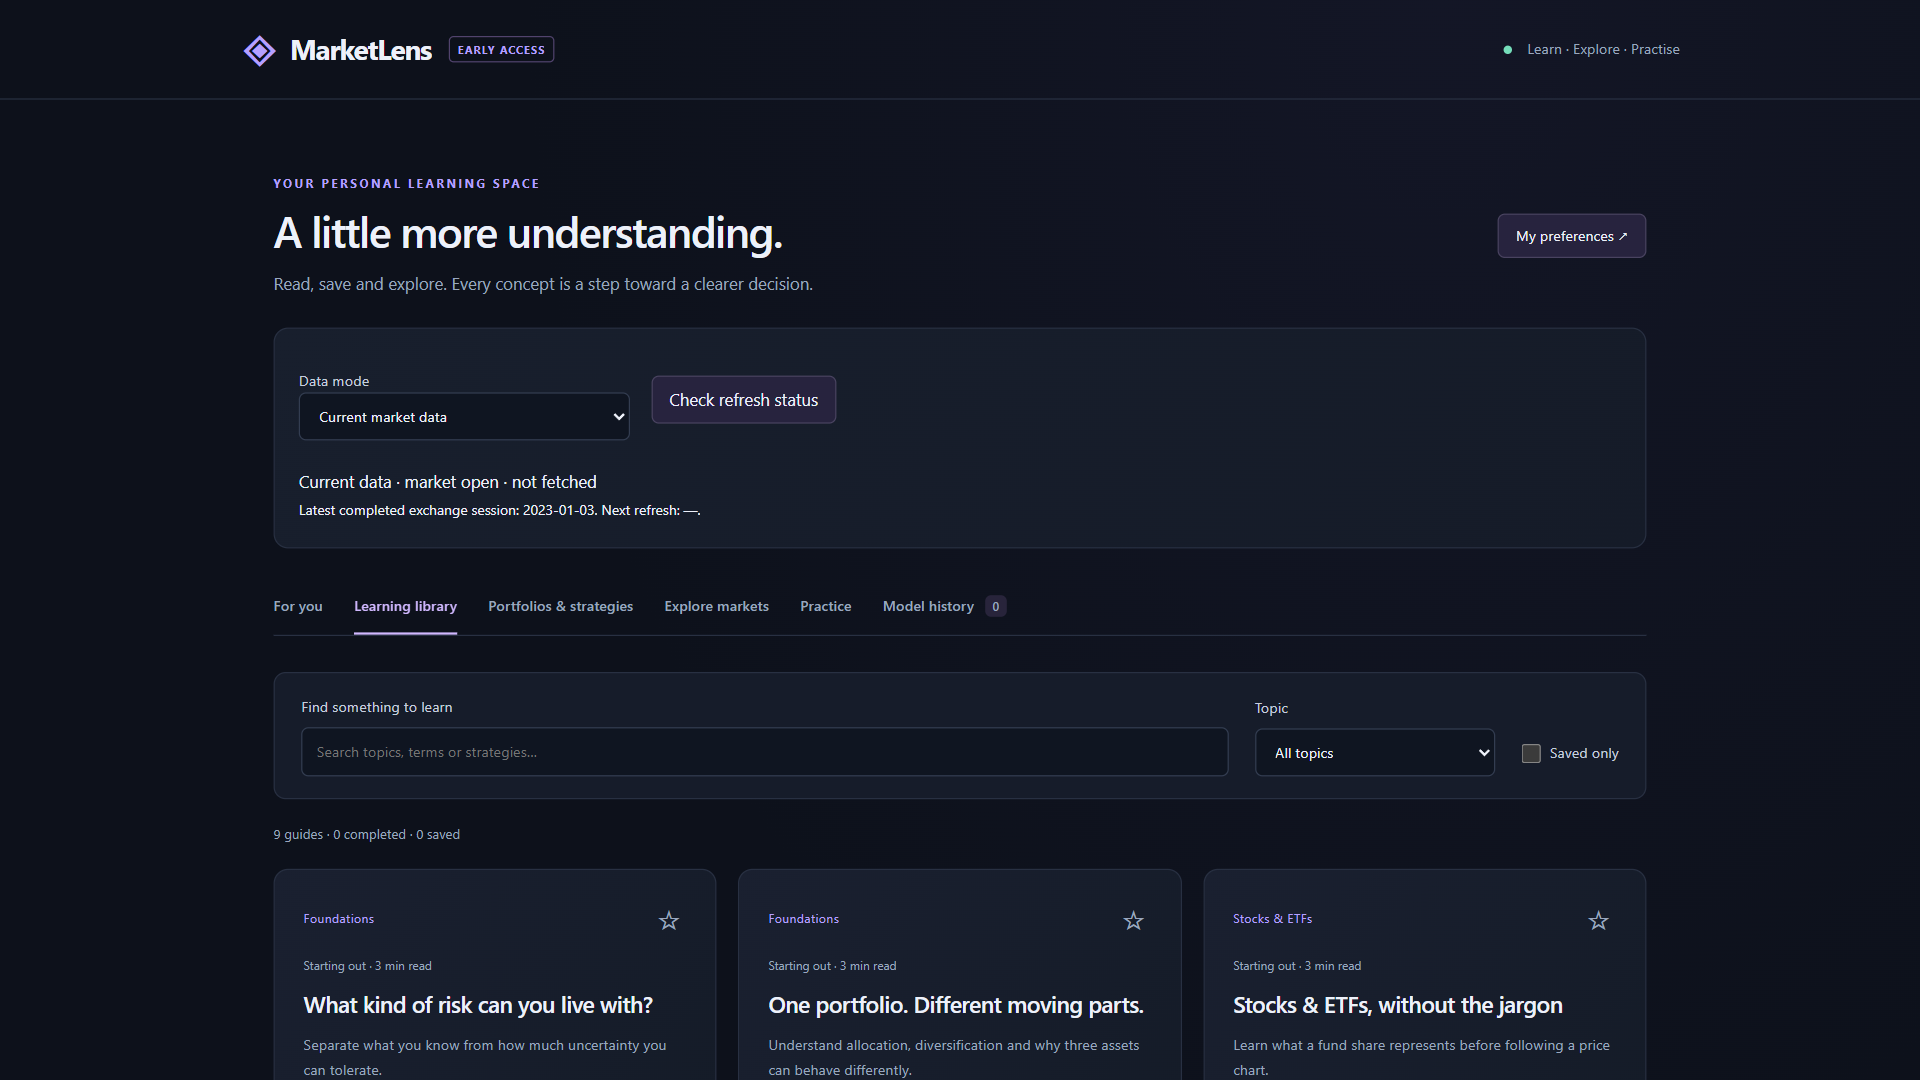 MarketLens
EARLY ACCESS
Learn · Explore · Practise
YOUR PERSONAL LEARNING SPACE
A little more understanding.
My preferences ↗
Read, save and explore. Every concept is a step toward a clearer decision.
Data mode
Current market data
Check refresh status
Current data · market open · not fetched
Latest completed exchange session: 2023-01-03. Next refresh: —.
For you
Learning library
Portfolios & strategies
Explore markets
Practice
Model history 0
Find something to learn
Search topics, terms or strategies...
Topic
All topics
Saved only
9 guides · 0 completed · 0 saved
Foundations
Starting out · 3 min read
What kind of risk can you live with?
Separate what you know from how much uncertainty you
can tolerate.
Foundations
Starting out · 3 min read
One portfolio. Different moving parts.
Understand allocation, diversification and why three assets
can behave differently.
Stocks & ETFs
Starting out · 3 min read
Stocks & ETFs, without the jargon
Learn what a fund share represents before following a price
chart.